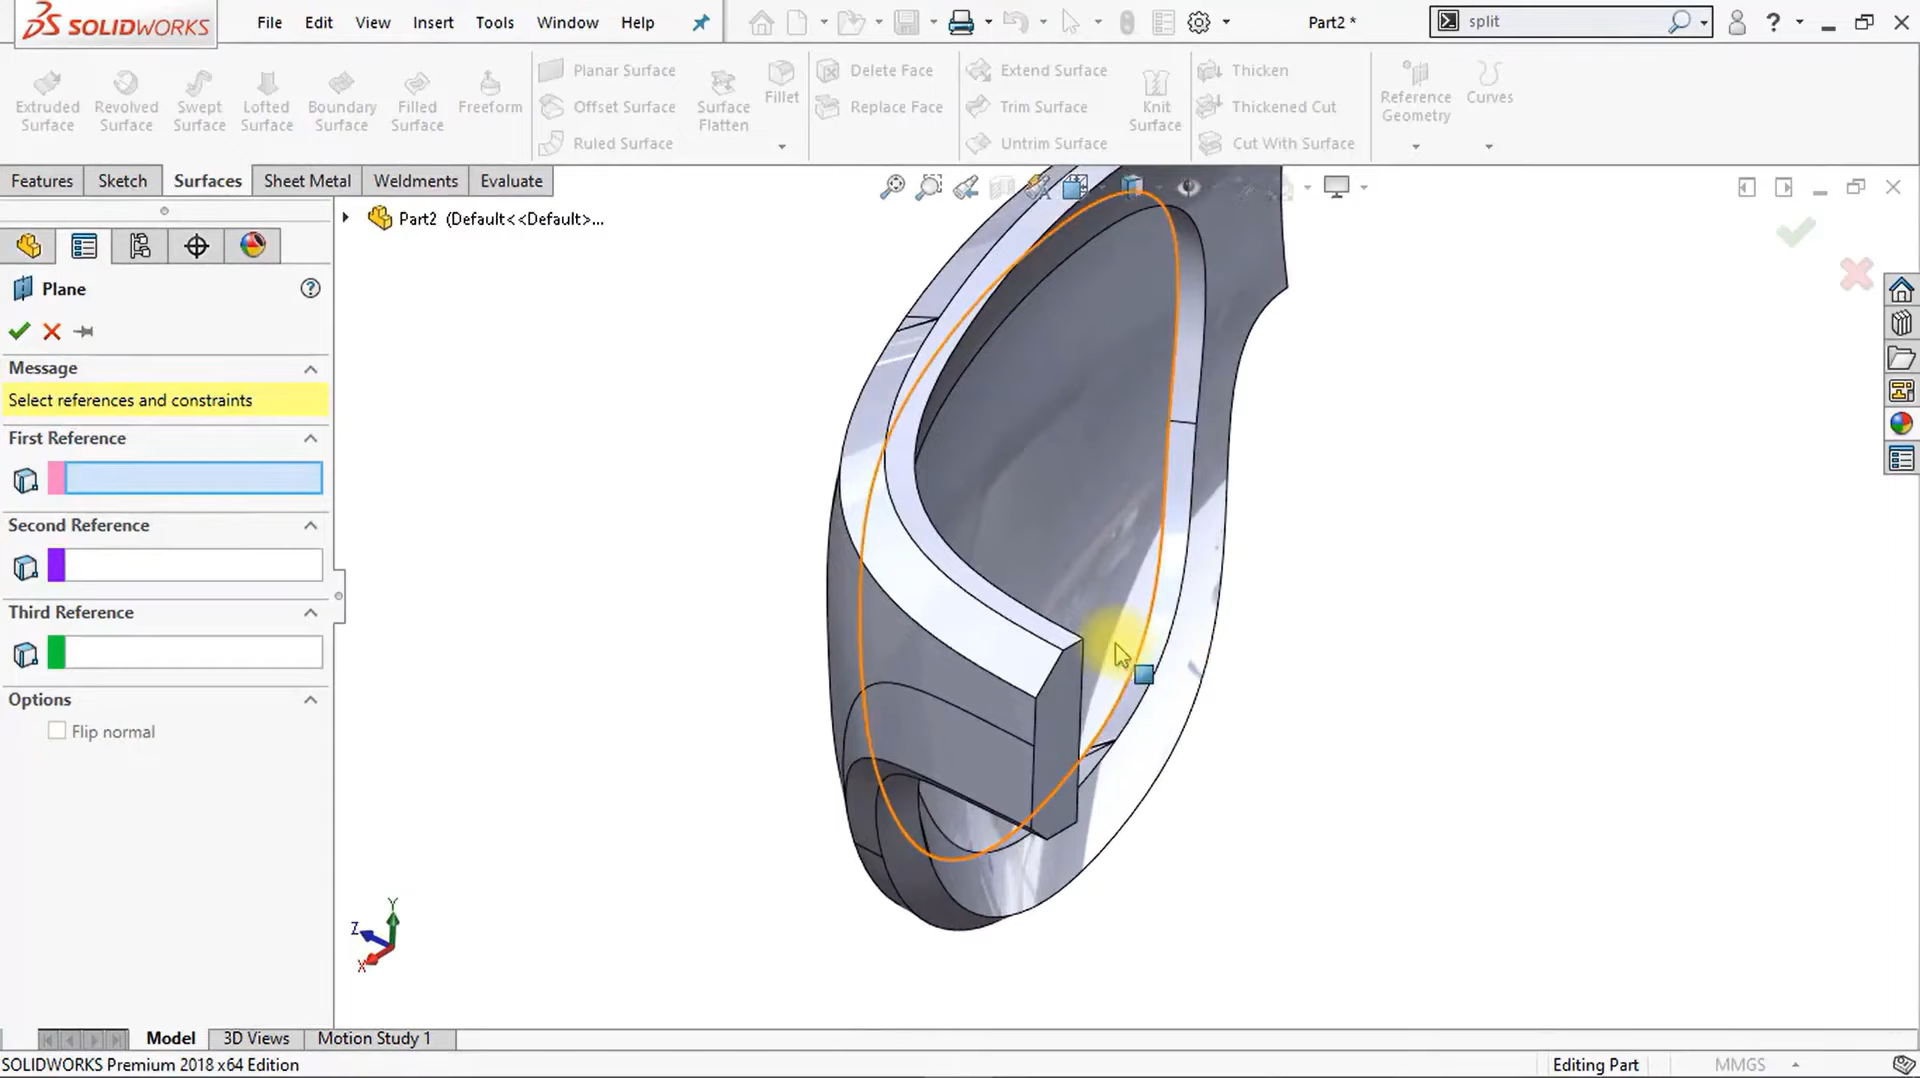 SOLIDWORKS File Edit View Insert Tools Window Help Part2 * split ?
Extruded Surface
Revolved Surface
Swept Surface
Lofted Surface
Boundary Surface
Filled Surface
Freeform
Planar Surface
Offset Surface
Ruled Surface
Surface Flatten
Fillet
Delete Face
Replace Face
Extend Surface
Trim Surface
Untrim Surface
Knit Surface
Thicken
Thickened Cut
Cut With Surface
Reference Geometry
Curves
Features Sketch Surfaces Sheet Metal Weldments Evaluate
Part2 (Default<<Default>...
Plane
Message
Select references and constraints
First Reference
Second Reference
Third Reference
Options
Flip normal
Y
Z
X
Model 3D Views Motion Study 1
SOLIDWORKS Premium 2018 x64 Edition Editing Part MMGS